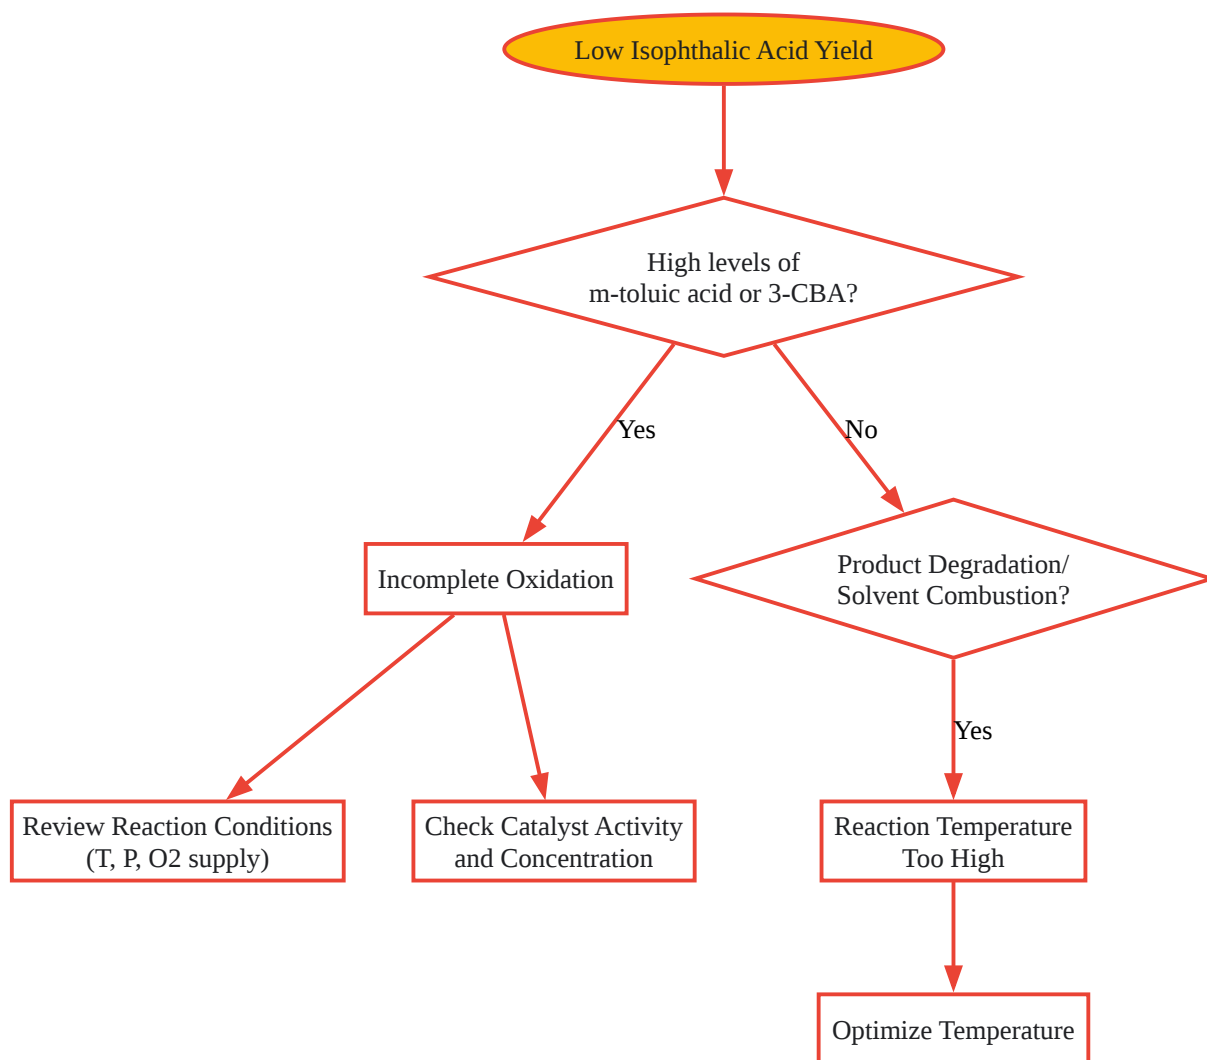 Low Isophthalic Acid Yield
High levels of
m-toluic acid or 3-CBA?
Yes
No
Incomplete Oxidation
Product Degradation/
Solvent Combustion?
Yes
Review Reaction Conditions
(T, P, O2 supply)
Check Catalyst Activity
and Concentration
Reaction Temperature
Too High
Optimize Temperature